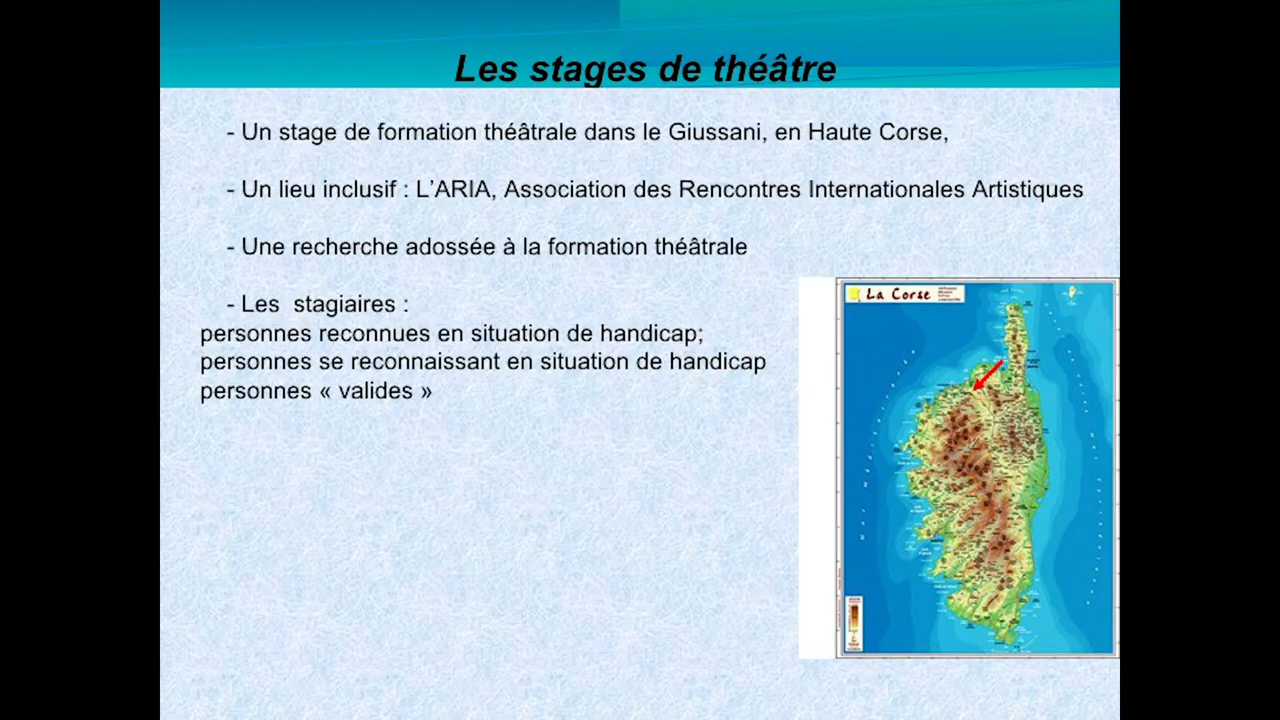 Les stages de théâtre
- Un stage de formation théâtrale dans le Giussani, en Haute Corse,
- Un lieu inclusif : L’ARIA, Association des Rencontres Internationales Artistiques
- Une recherche adossée à la formation théâtrale
- Les  stagiaires :
personnes reconnues en situation de handicap;
personnes se reconnaissant en situation de handicap
personnes « valides »
La Corse